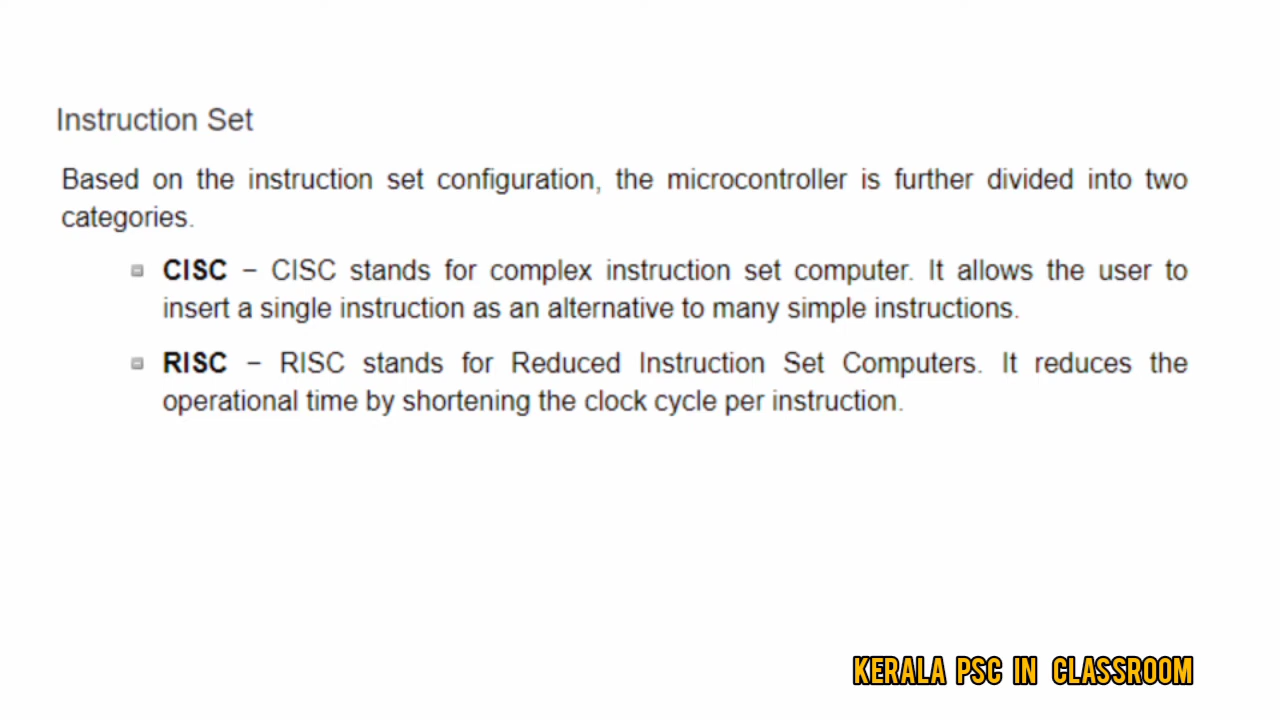 Instruction Set
Based on the instruction set configuration, the microcontroller is further divided into two
categories.
CISC – CISC stands for complex instruction set computer. It allows the user to
insert a single instruction as an alternative to many simple instructions.
RISC – RISC stands for Reduced Instruction Set Computers. It reduces the
operational time by shortening the clock cycle per instruction.
KERALA PSC IN CLASSROOM